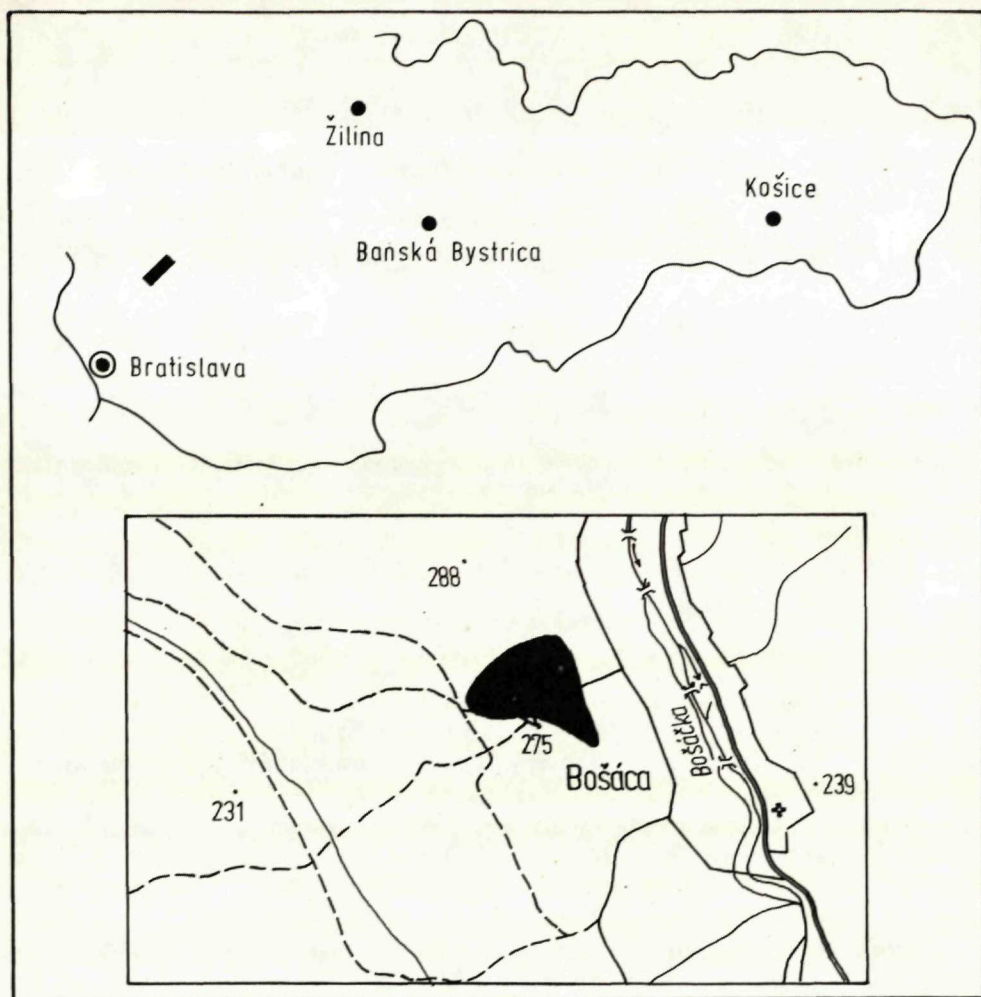 Žilina
Košice
Banská Bystrica
Bratislava
288
275
Bošáca
Bošáčka
239
231